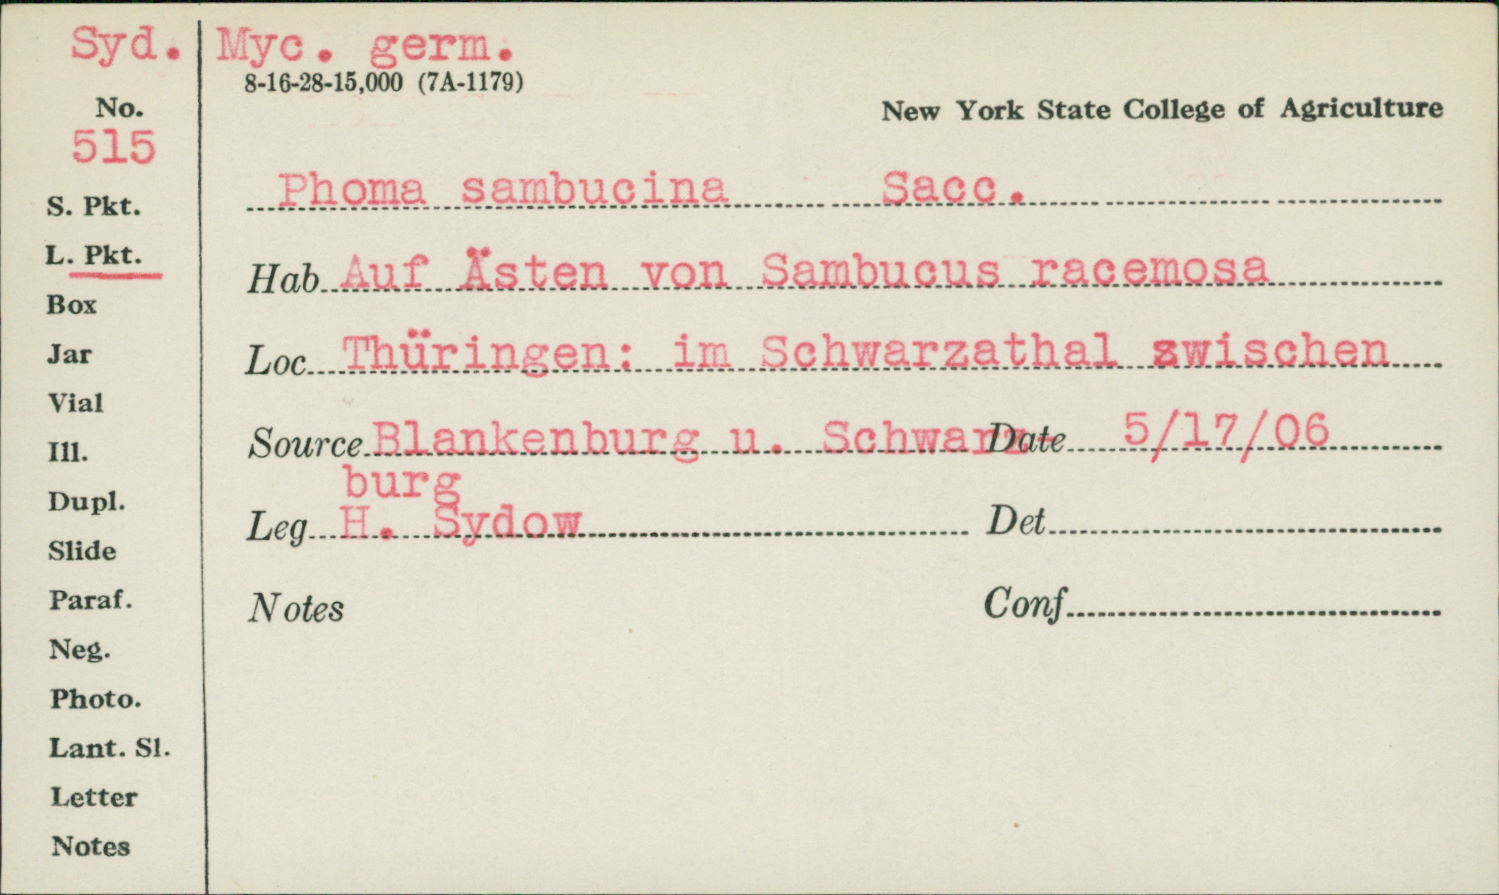 Syd. Myc. germ.
8-16-28-15,000 (7A-1179)
No.
New York State College of Agriculture
515
Phoma sambucina Sacc.
S. Pkt.
L. Pkt.
Hab Auf Ästen von Sambucus racemosa
Box
Jar
Loc Thüringen: im Schwarzathal zwischen
Vial
Ill.
Source Blankenburg u. Schwarz- Date 5/17/06
burg
Dupl.
Leg H. Sydow Det
Slide
Paraf.
Notes Conf
Neg.
Photo.
Lant. Sl.
Letter
Notes